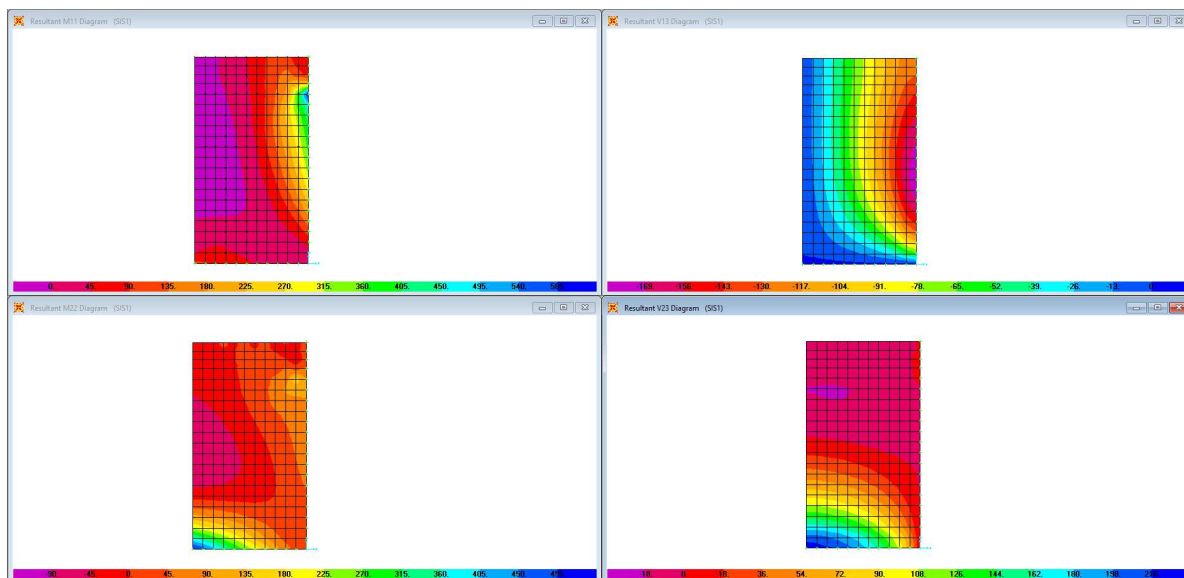 Resultant M11 Diagram (SIS1)
0. 45. 90. 135. 180. 225. 270. 315. 360. 405. 450. 495. 540.
Resultant V13 Diagram (SIS1)
-169. -156. -143. -130. -117. -104. -91. -78. -65. -52. -39. -26. -13. 0.
Resultant M22 Diagram (SIS1)
-90. -45. 0. 45. 90. 135. 180. 225. 270. 315. 360. 405. 450.
Resultant V23 Diagram (SIS1)
-18. 0. 18. 36. 54. 72. 90. 108. 126. 144. 162. 180. 198.